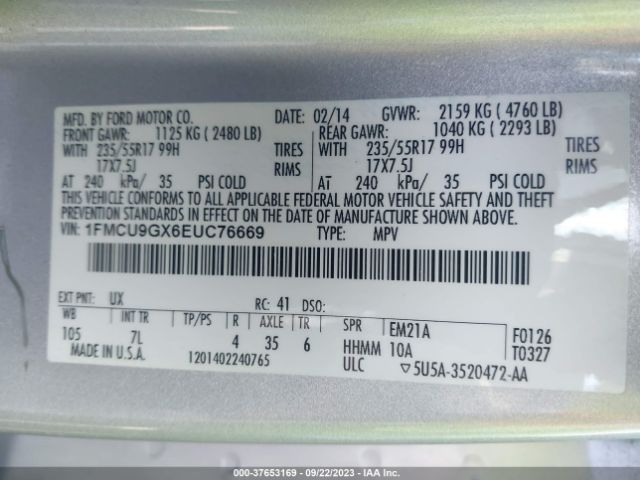 MFD. BY FORD MOTOR CO. DATE: 02/14 GVWR: 2159 KG ( 4760 LB)
FRONT GAWR: 1125 KG ( 2480 LB) REAR GAWR: 1040 KG ( 2293 LB)
WITH 235/55R17 99H TIRES WITH 235/55R17 99H TIRES
17X7.5J RIMS 17X7.5J RIMS
AT 240 kPa/ 35 PSI COLD AT 240 kPa/ 35 PSI COLD
THIS VEHICLE CONFORMS TO ALL APPLICABLE FEDERAL MOTOR VEHICLE SAFETY AND THEFT
PREVENTION STANDARDS IN EFFECT ON THE DATE OF MANUFACTURE SHOWN ABOVE.
VIN: 1FMCU9GX6EUC76669 TYPE: MPV
EXT PNT: UX RC: 41 DSO:
WB INT TR TP/PS R AXLE TR SPR EM21A F0126
105 7L 4 35 6 HHMM 10A T0327
MADE IN U.S.A. 1201402240765 ULC ▽5U5A-3520472-AA
000-37653169 - 09/22/2023 - IAA